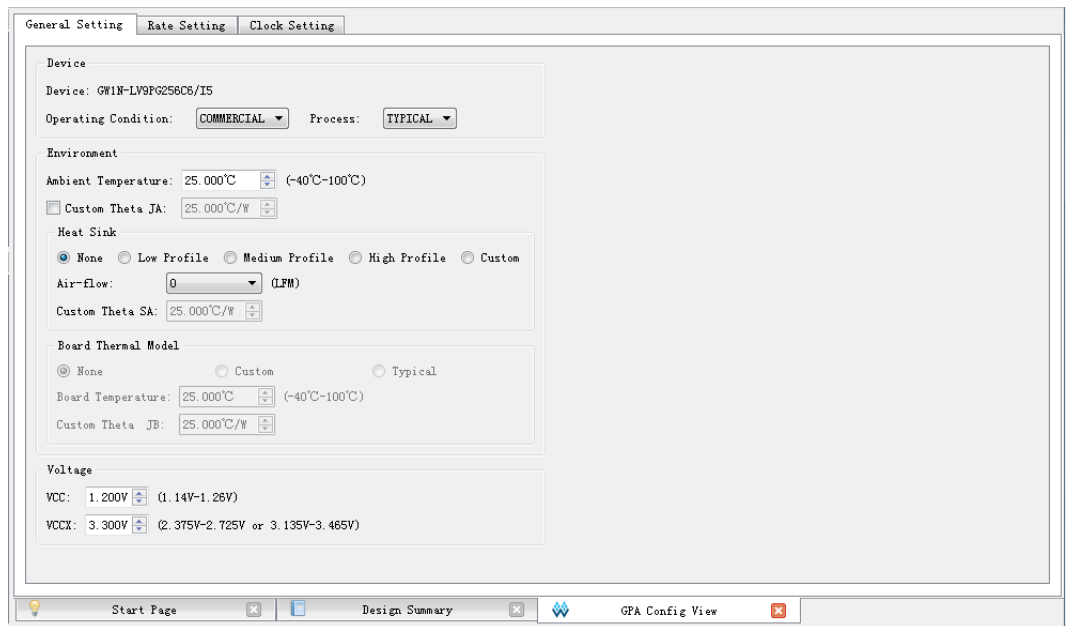 General Setting Rate Setting Clock Setting
Device
Device: GW1N-LV9PG256C6/I5
Operating Condition: COMMERCIAL Process: TYPICAL
Environment
Ambient Temperature: 25.000℃ (-40℃-100℃)
Custom Theta JA: 25.000℃/W
Heat Sink
None Low Profile Medium Profile High Profile Custom
Air-flow: 0 (LFM)
Custom Theta SA: 25.000℃/W
Board Thermal Model
None Custom Typical
Board Temperature: 25.000℃ (-40℃-100℃)
Custom Theta JB: 25.000℃/W
Voltage
VCC: 1.200V (1.14V-1.26V)
VCCX: 3.300V (2.375V-2.725V or 3.135V-3.465V)
Start Page Design Summary GPA Config View